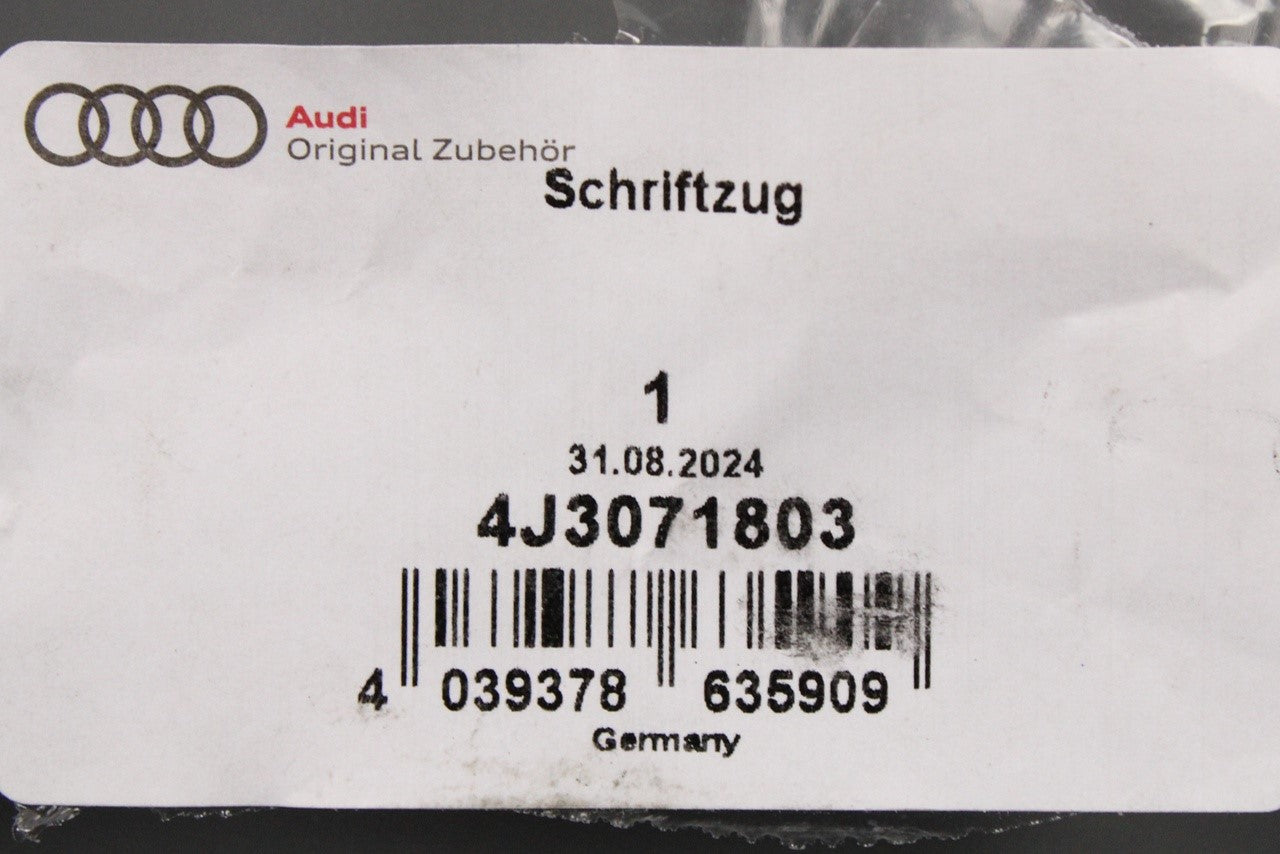 Audi
Original Zubehör
Schriftzug
1
31.08.2024
4J3071803
4 039378 635909
Germany